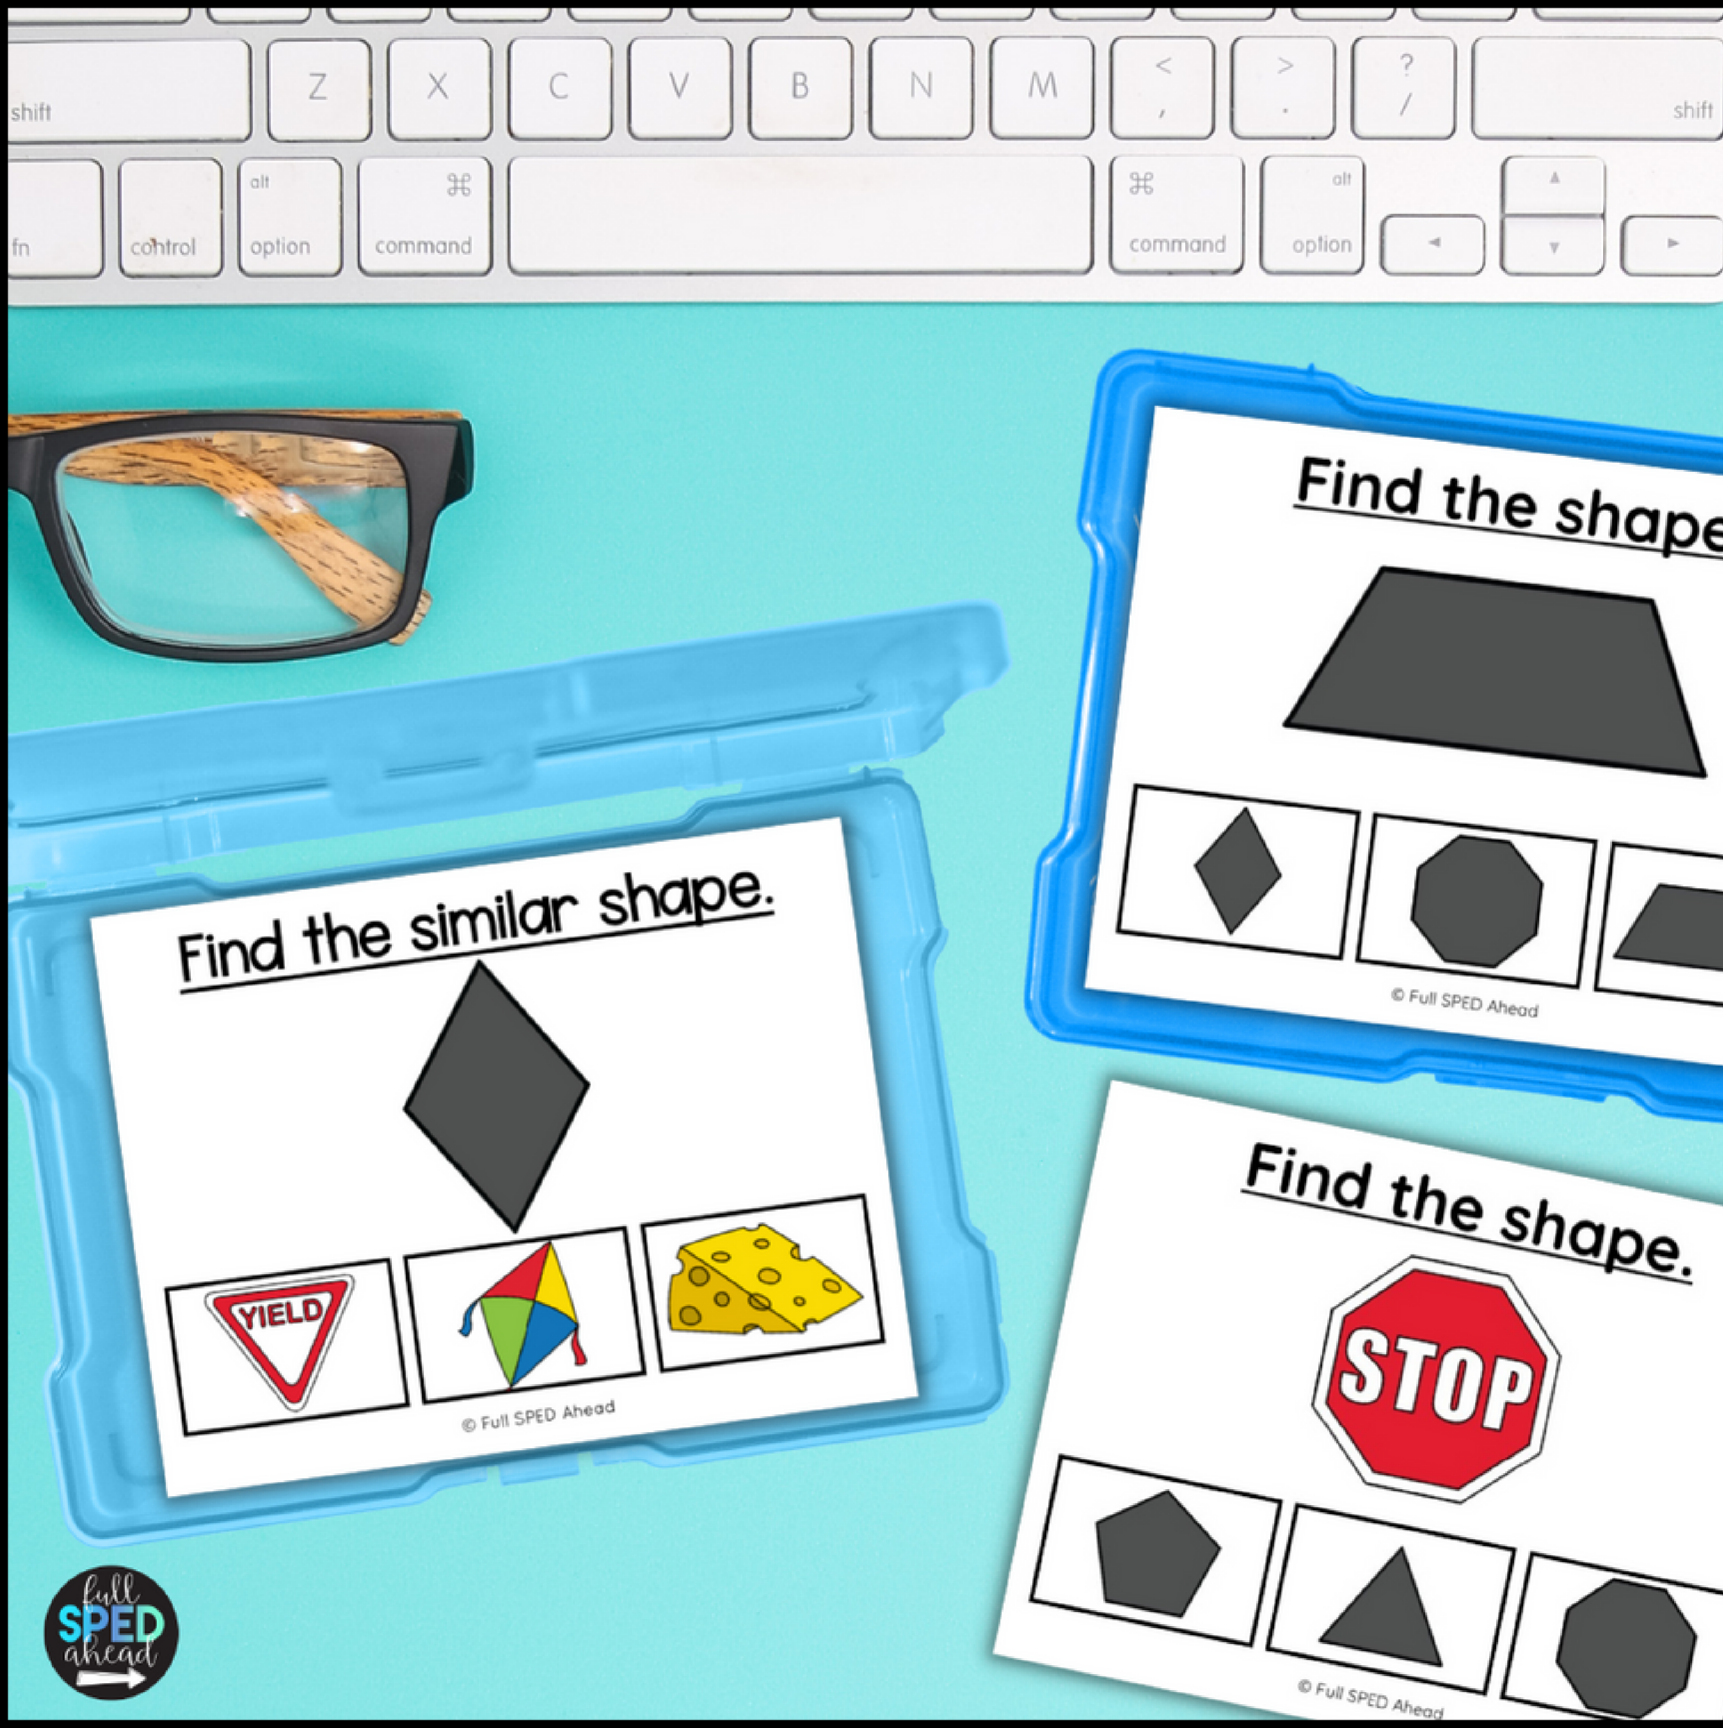 shift Z X C V B N M < , > . ? / shift
fn control alt option ⌘ command ⌘ command alt option
Find the shape
© Full SPED Ahead
Find the similar shape.
YIELD
© Full SPED Ahead
Find the shape.
STOP
© Full SPED Ahead
full
SPED
ahead